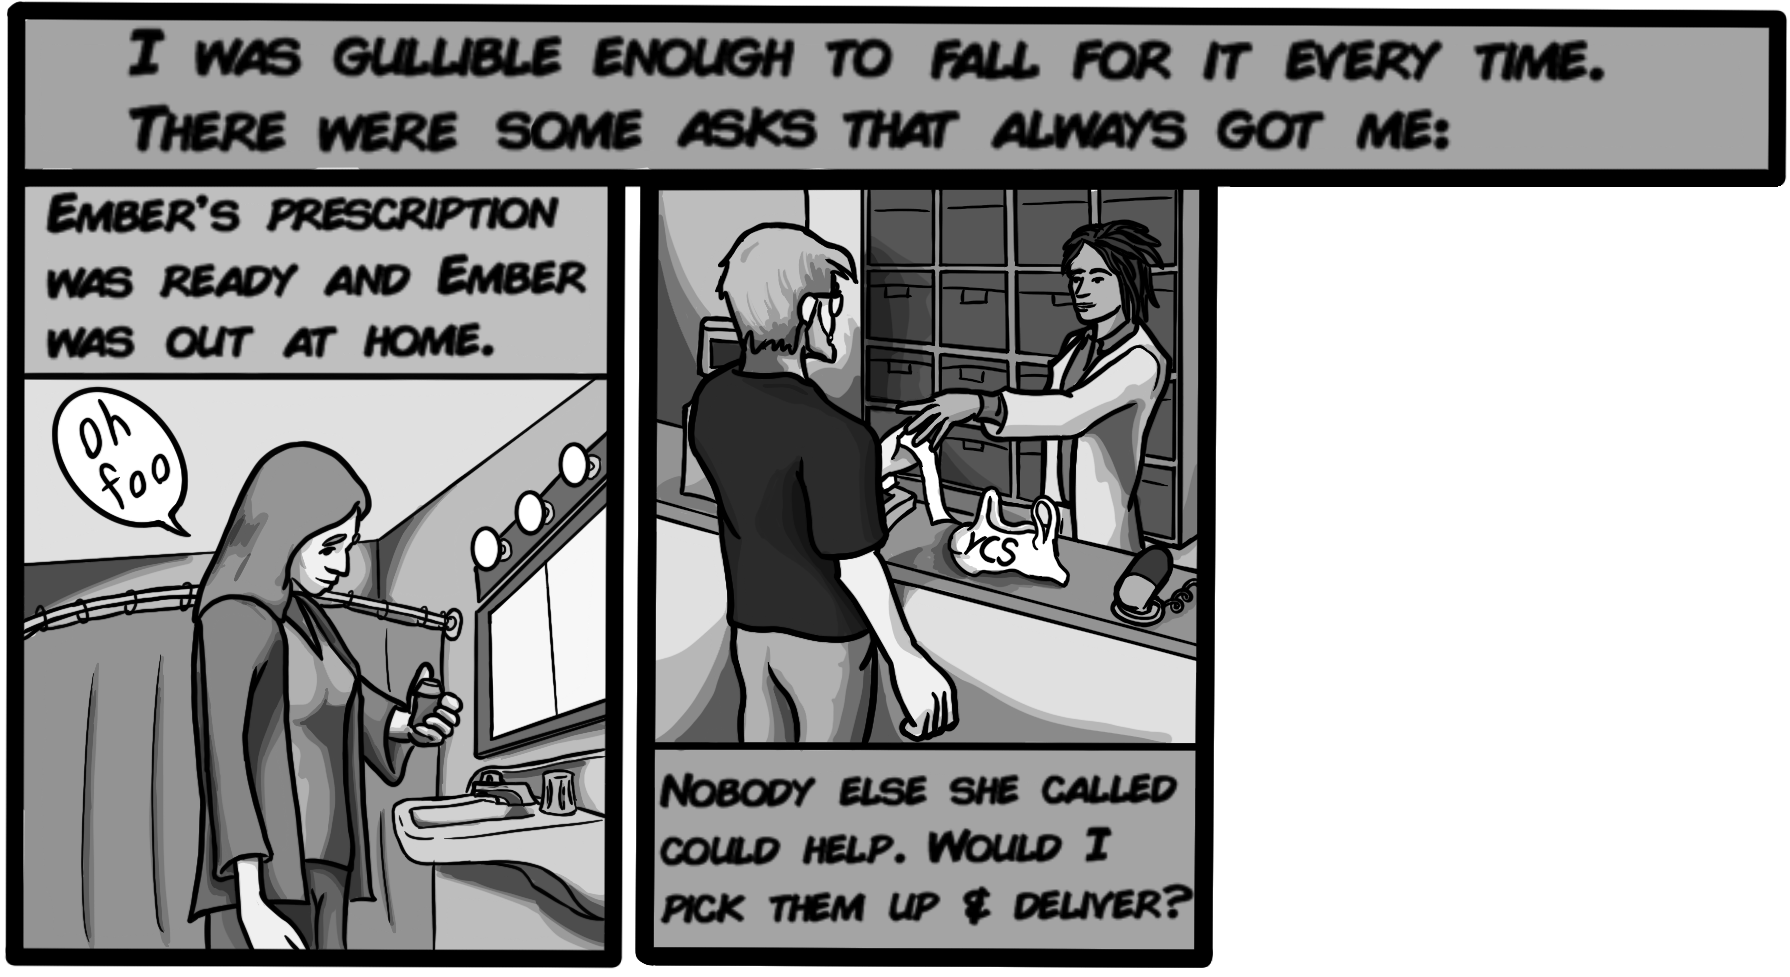 I WAS GULLIBLE ENOUGH TO FALL FOR IT EVERY TIME.
THERE WERE SOME ASKS THAT ALWAYS GOT ME:
EMBER'S PRESCRIPTION
WAS READY AND EMBER
WAS OUT AT HOME.
Oh
foo
YCS
NOBODY ELSE SHE CALLED
COULD HELP. WOULD I
PICK THEM UP & DELIVER?